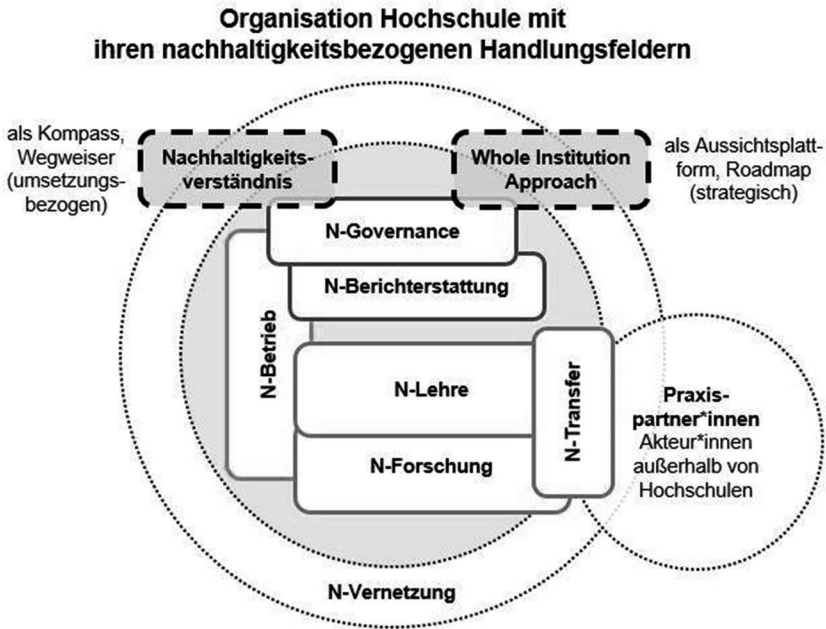 Organisation Hochschule mit
ihren nachhaltigkeitsbezogenen Handlungsfeldern
als Kompass,
Wegweiser
(umsetzungs-
bezogen)
Nachhaltigkeits-
verständnis
Whole Institution
Approach
als Aussichtsplatt-
form, Roadmap
(strategisch)
N-Governance
N-Berichterstattung
N-Betrieb
N-Lehre
N-Forschung
N-Transfer
Praxis-
partner*innen
Akteur*innen
außerhalb von
Hochschulen
N-Vernetzung